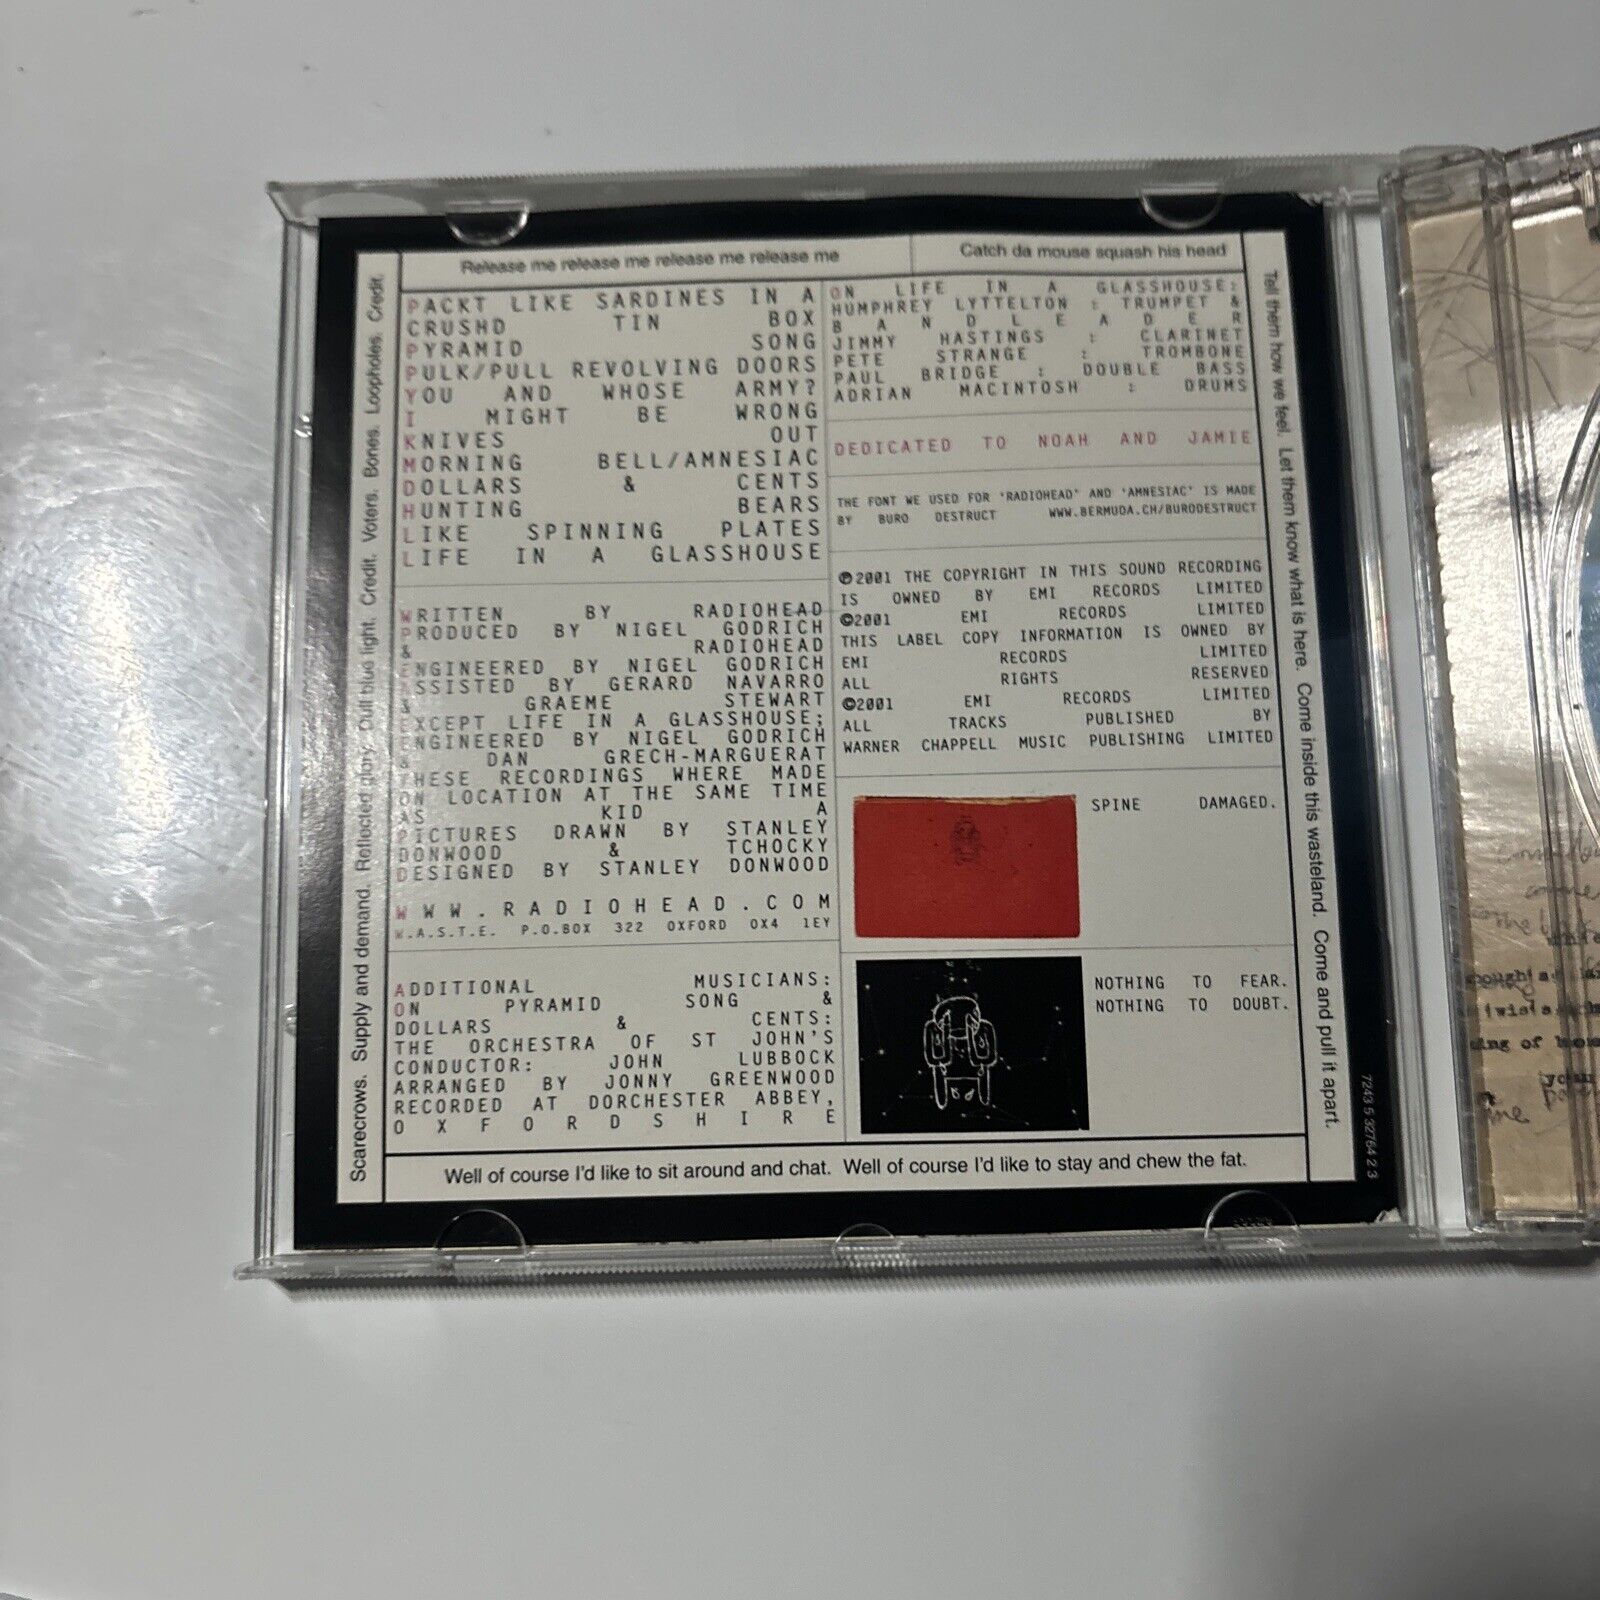 Release me release me release me release me
Catch da mouse squash his head
Scarecrows. Supply and demand. Reflected glory. Dull blue light. Credit. Voters. Bones. Loopholes. Credit.
PACKT LIKE SARDINES IN A
CRUSHD TIN BOX
PYRAMID SONG
PULK/PULL REVOLVING DOORS
YOU AND WHOSE ARMY?
I MIGHT BE WRONG
KNIVES OUT
MORNING BELL/AMNESIAC
DOLLARS & CENTS
HUNTING BEARS
LIKE SPINNING PLATES
LIFE IN A GLASSHOUSE
WRITTEN BY RADIOHEAD
PRODUCED BY NIGEL GODRICH
& RADIOHEAD
ENGINEERED BY NIGEL GODRICH
ASSISTED BY GERARD NAVARRO
& GRAEME STEWART
EXCEPT LIFE IN A GLASSHOUSE;
ENGINEERED BY NIGEL GODRICH
& DAN GRECH-MARGUERAT
THESE RECORDINGS WHERE MADE
ON LOCATION AT THE SAME TIME
AS KID A
PICTURES DRAWN BY STANLEY
DONWOOD & TCHOCKY
DESIGNED BY STANLEY DONWOOD
WWW.RADIOHEAD.COM
W.A.S.T.E. P.O.BOX 322 OXFORD OX4 1EY
ADDITIONAL MUSICIANS:
ON PYRAMID SONG &
DOLLARS & CENTS:
THE ORCHESTRA OF ST JOHN'S
CONDUCTOR: JOHN LUBBOCK
ARRANGED BY JONNY GREENWOOD
RECORDED AT DORCHESTER ABBEY,
OXFORDSHIRE
ON LIFE IN A GLASSHOUSE:
HUMPHREY LYTTELTON : TRUMPET &
BANDLEADER
JIMMY HASTINGS : CLARINET
PETE STRANGE : TROMBONE
PAUL BRIDGE : DOUBLE BASS
ADRIAN MACINTOSH : DRUMS
DEDICATED TO NOAH AND JAMIE
THE FONT WE USED FOR 'RADIOHEAD' AND 'AMNESIAC' IS MADE
BY BURO DESTRUCT WWW.BERMUDA.CH/BURODESTRUCT
℗2001 THE COPYRIGHT IN THIS SOUND RECORDING
IS OWNED BY EMI RECORDS LIMITED
©2001 EMI RECORDS LIMITED
THIS LABEL COPY INFORMATION IS OWNED BY
EMI RECORDS LIMITED
ALL RIGHTS RESERVED
©2001 EMI RECORDS LIMITED
ALL TRACKS PUBLISHED BY
WARNER CHAPPELL MUSIC PUBLISHING LIMITED
SPINE DAMAGED.
NOTHING TO FEAR.
NOTHING TO DOUBT.
Tell them how we feel. Let them know what is here. Come inside this wasteland. Come and pull it apart.
Well of course I'd like to sit around and chat. Well of course I'd like to stay and chew the fat.
7243 5 32764 2 3